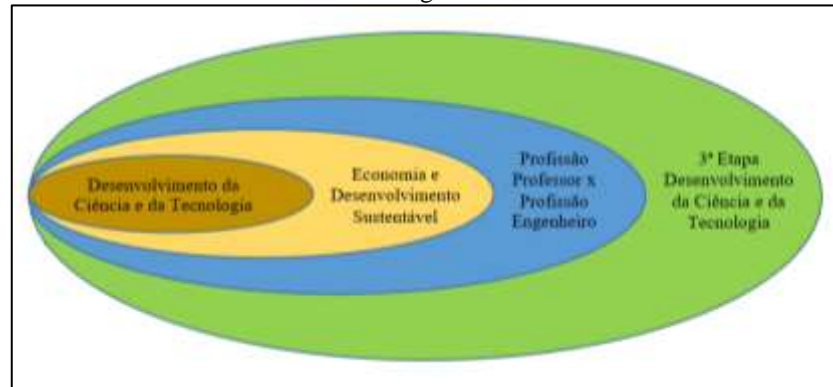 Desenvolvimento da
Ciência e da Tecnologia
Economia e
Desenvolvimento
Sustentável
Profissão
Professor x
Profissão
Engenheiro
3ª Etapa
Desenvolvimento
da Ciência e da
Tecnologia